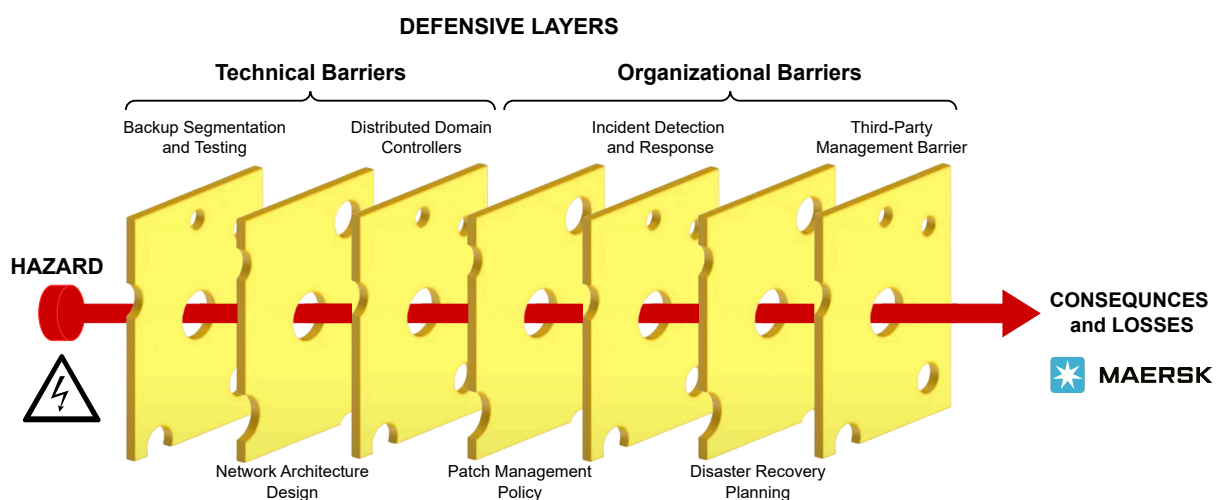 DEFENSIVE LAYERS
Technical Barriers
Organizational Barriers
Backup Segmentation
and Testing
Distributed Domain
Controllers
Incident Detection
and Response
Third-Party
Management Barrier
HAZARD
CONSEQUNCES
and LOSSES
MAERSK
Network Architecture
Design
Patch Management
Policy
Disaster Recovery
Planning